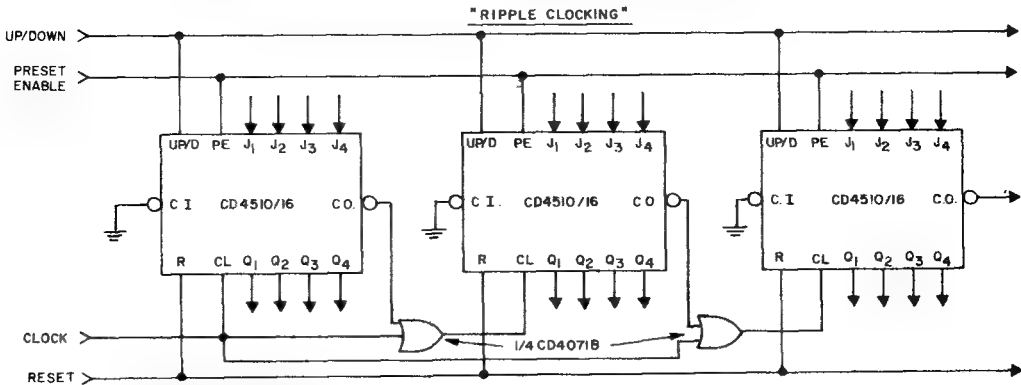 "RIPPLE CLOCKING"
UP/DOWN
PRESET
ENABLE
UP/D PE J1 J2 J3 J4
UP/D PE J1 J2 J3 J4
UP/D PE J1 J2 J3 J4
C I CD4510/16 C O.
C I. CD4510/16 C O
C. I CD4510/16 C.O.
R CL Q1 Q2 Q3 Q4
R CL Q1 Q2 Q3 Q4
R CL Q1 Q2 Q3 Q4
CLOCK
1/4 CD4071B
RESET